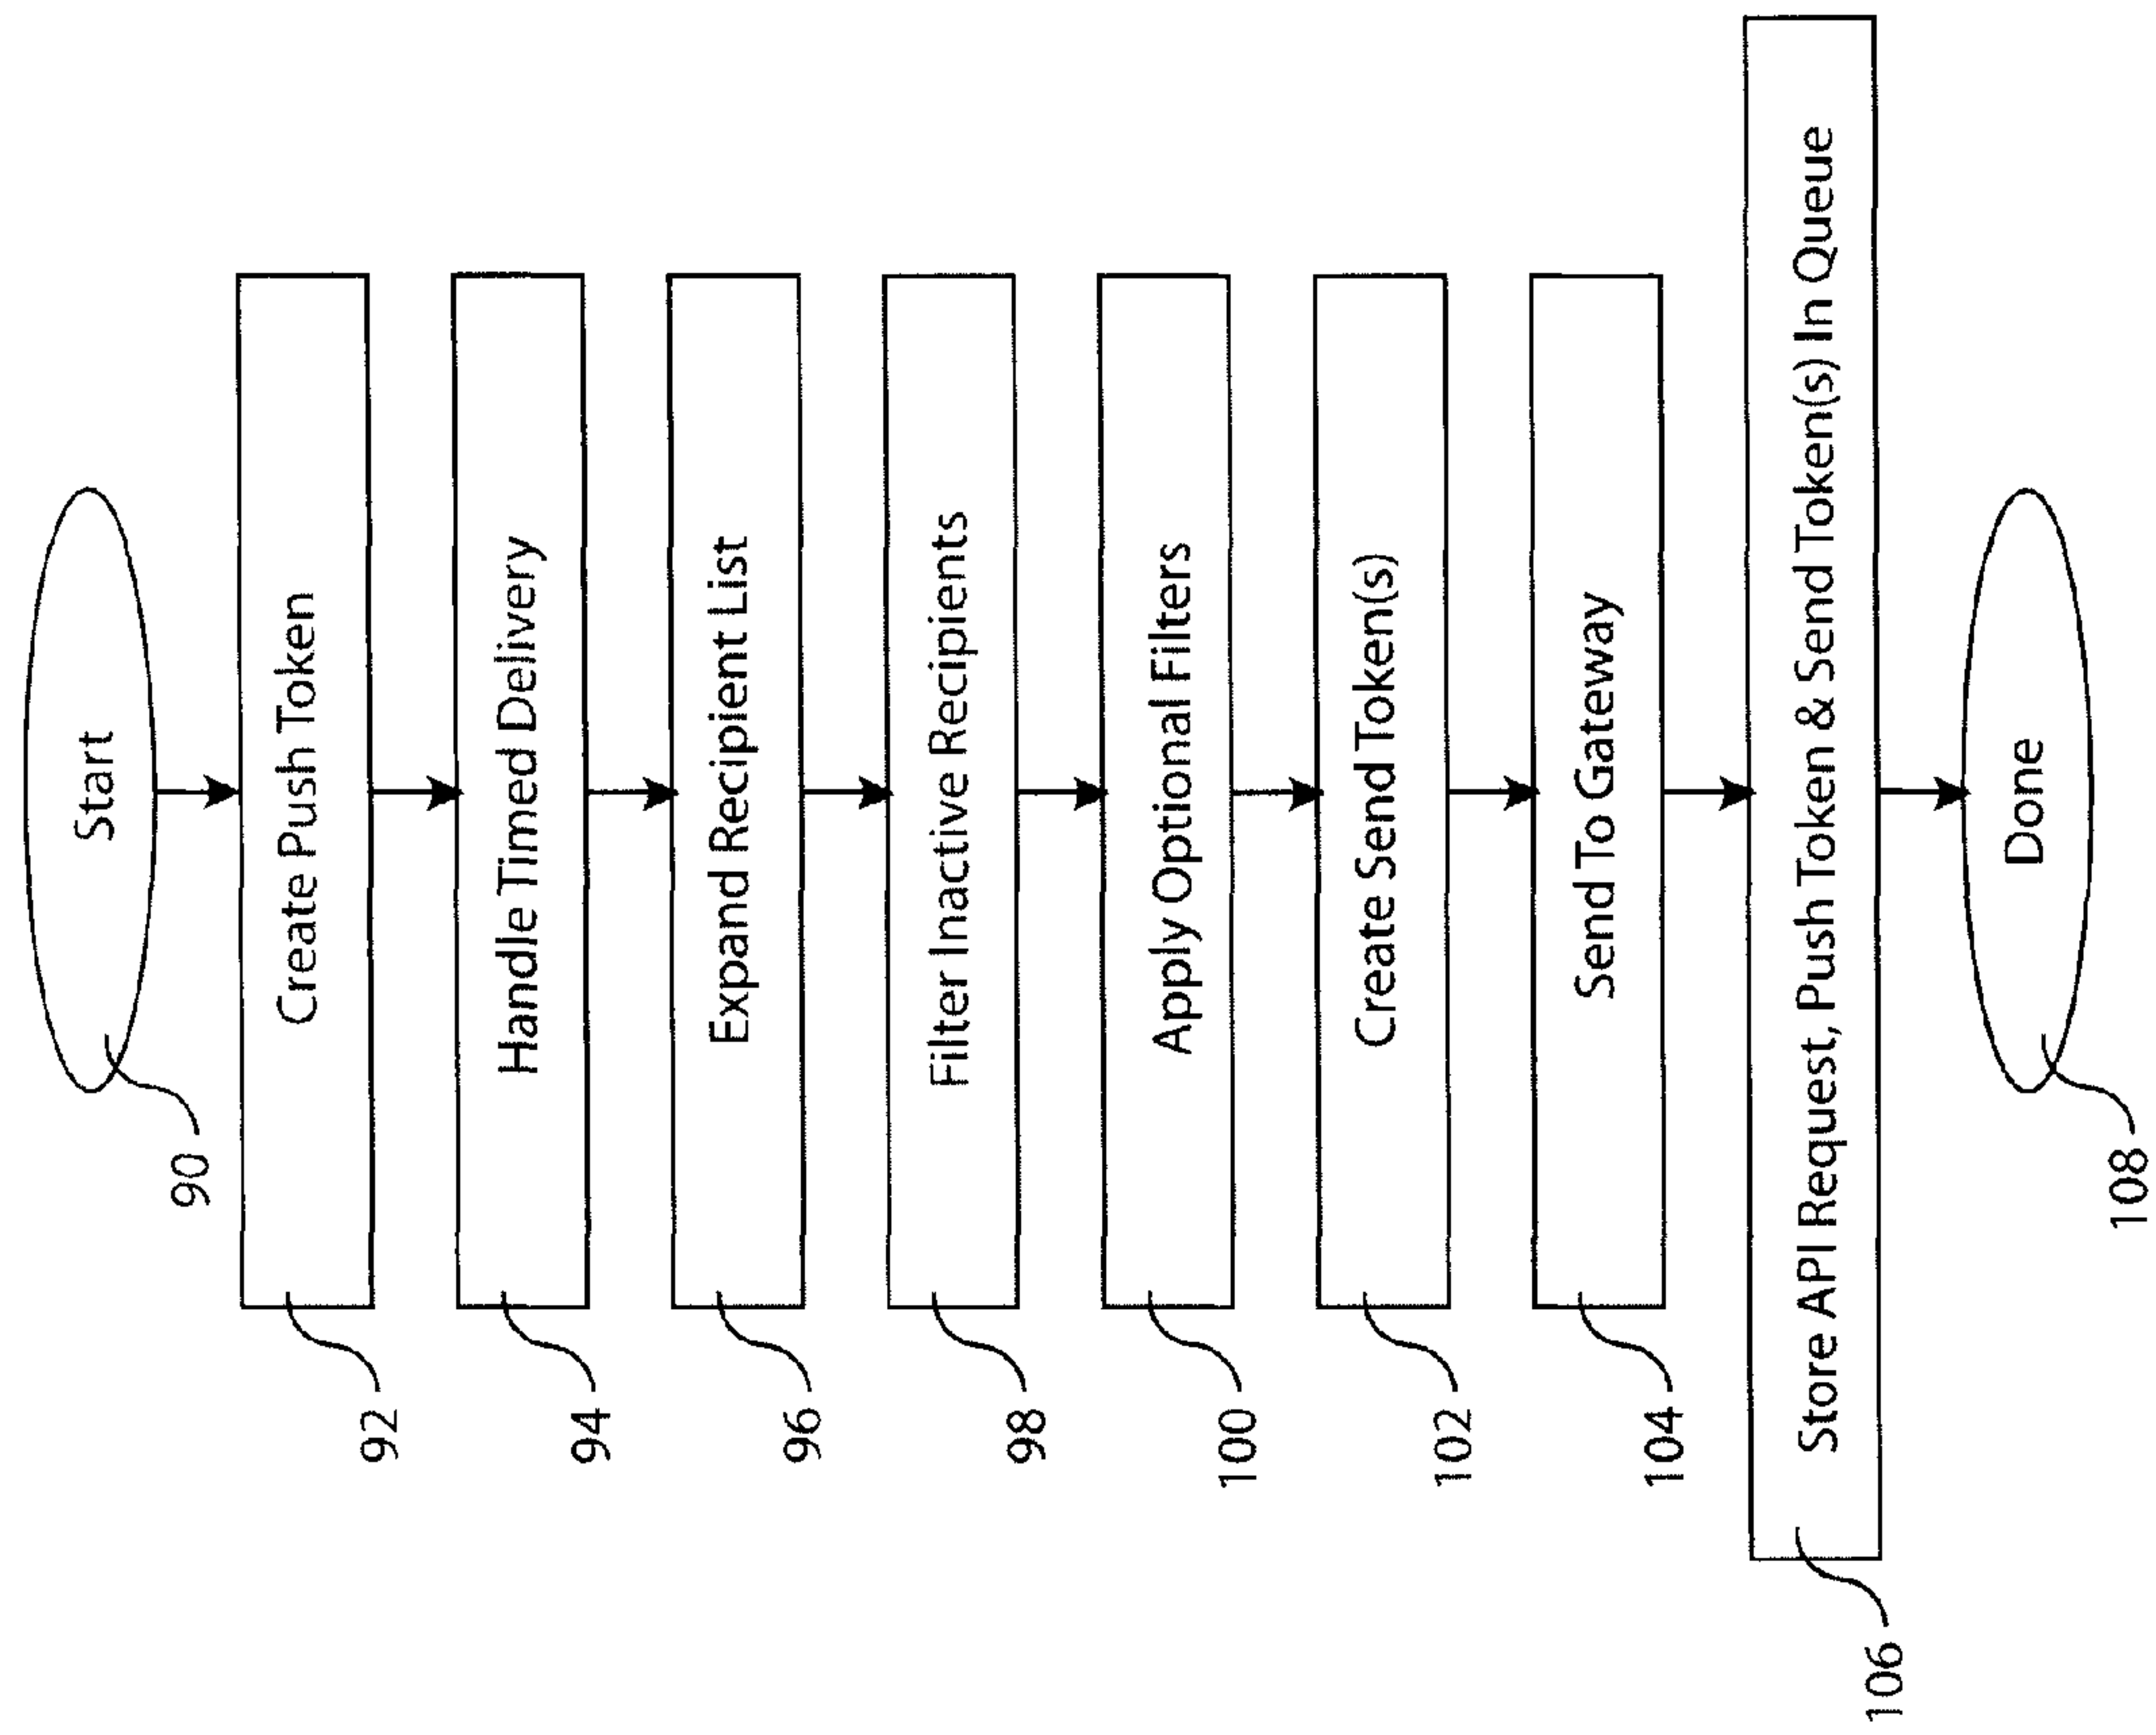 Start
90
Create Push Token
92
Handle Timed Delivery
94
Expand Recipient List
96
Filter Inactive Recipients
98
Apply Optional Filters
100
Create Send Token(s)
102
Send To Gateway
104
Store API Request, Push Token & Send Token(s) In Queue
106
Done
108